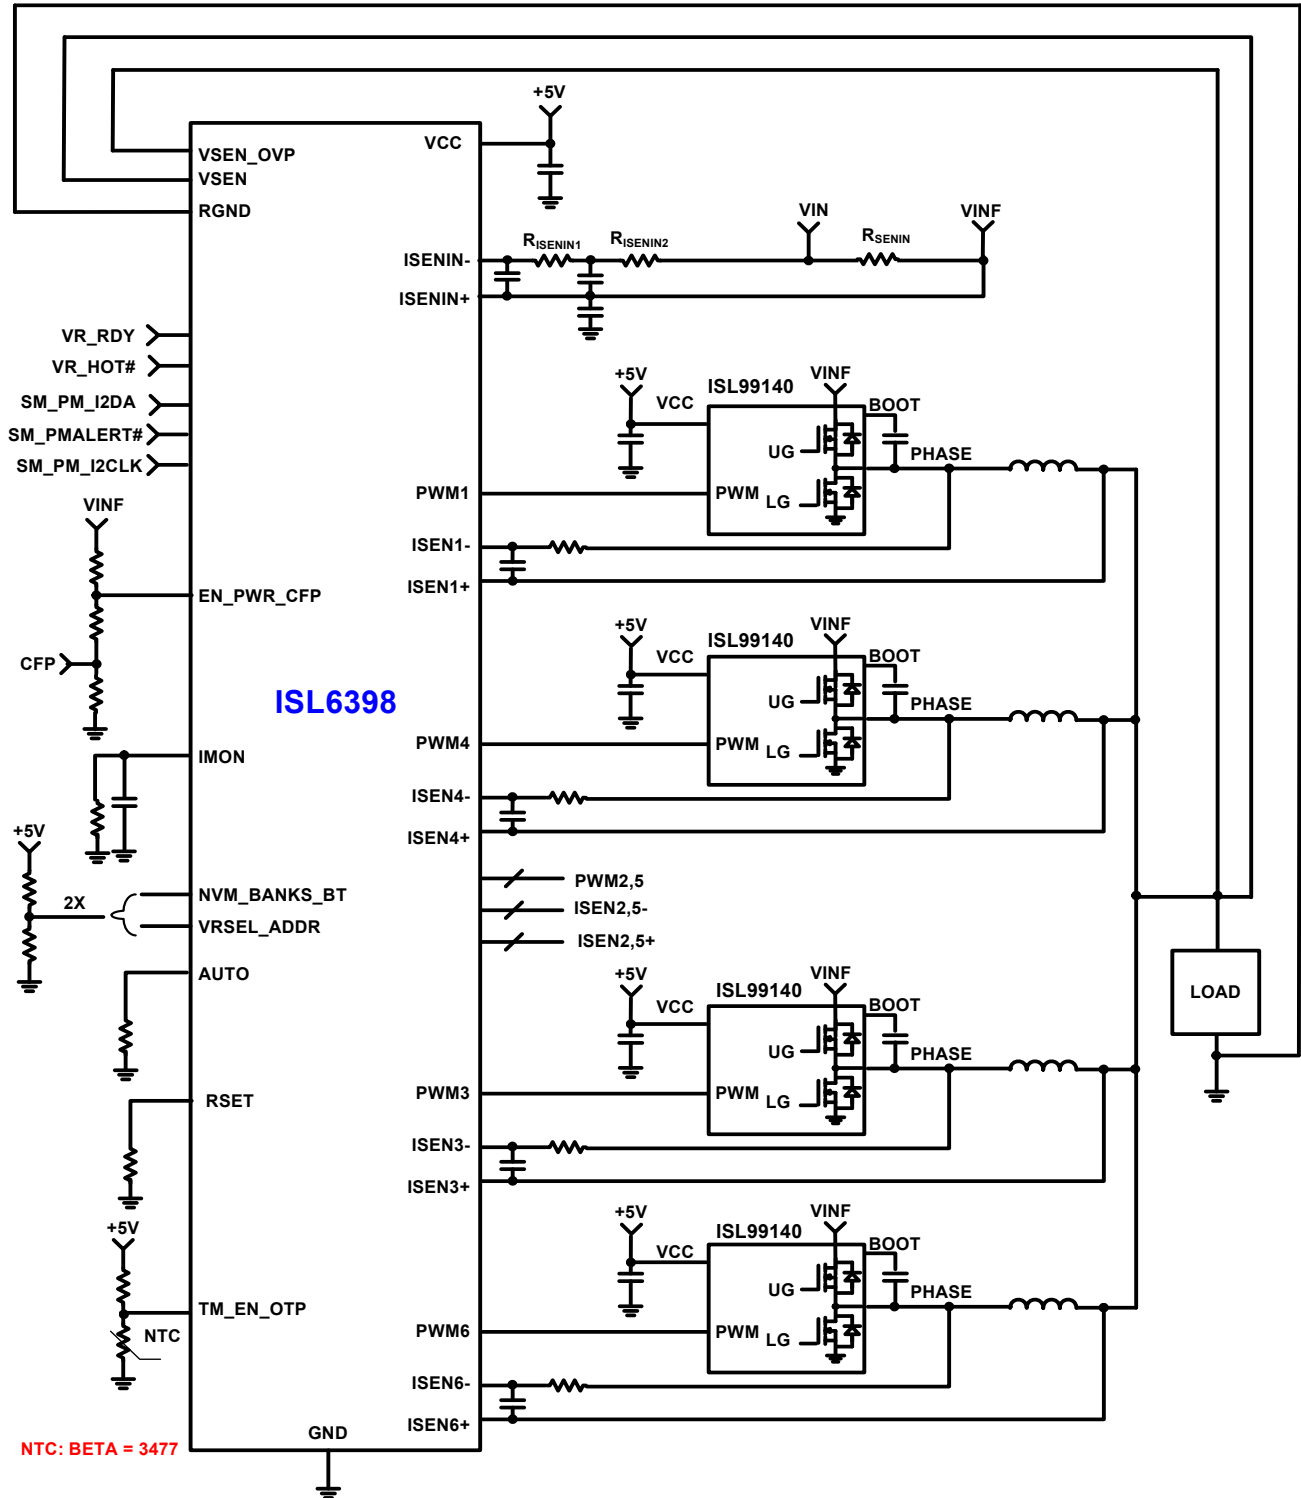 +5V
VCC
VSEN_OVP
VSEN
RGND
VIN
VINF
RISENIN1
RISENIN2
RSENIN
ISENIN-
ISENIN+
VR_RDY
VR_HOT#
SM_PM_I2DA
SM_PMALERT#
SM_PM_I2CLK
+5V
VCC
ISL99140
VINF
BOOT
UG
PHASE
PWM1
PWM
LG
ISEN1-
ISEN1+
VINF
EN_PWR_CFP
CFP
ISL6398
+5V
VCC
ISL99140
VINF
BOOT
UG
PHASE
PWM4
PWM
LG
ISEN4-
ISEN4+
IMON
+5V
2X
NVM_BANKS_BT
VRSEL_ADDR
PWM2,5
ISEN2,5-
ISEN2,5+
AUTO
LOAD
+5V
VCC
ISL99140
VINF
BOOT
UG
PHASE
PWM3
PWM
LG
RSET
ISEN3-
ISEN3+
+5V
TM_EN_OTP
NTC
+5V
VCC
ISL99140
VINF
BOOT
UG
PHASE
PWM6
PWM
LG
ISEN6-
ISEN6+
GND
NTC: BETA = 3477